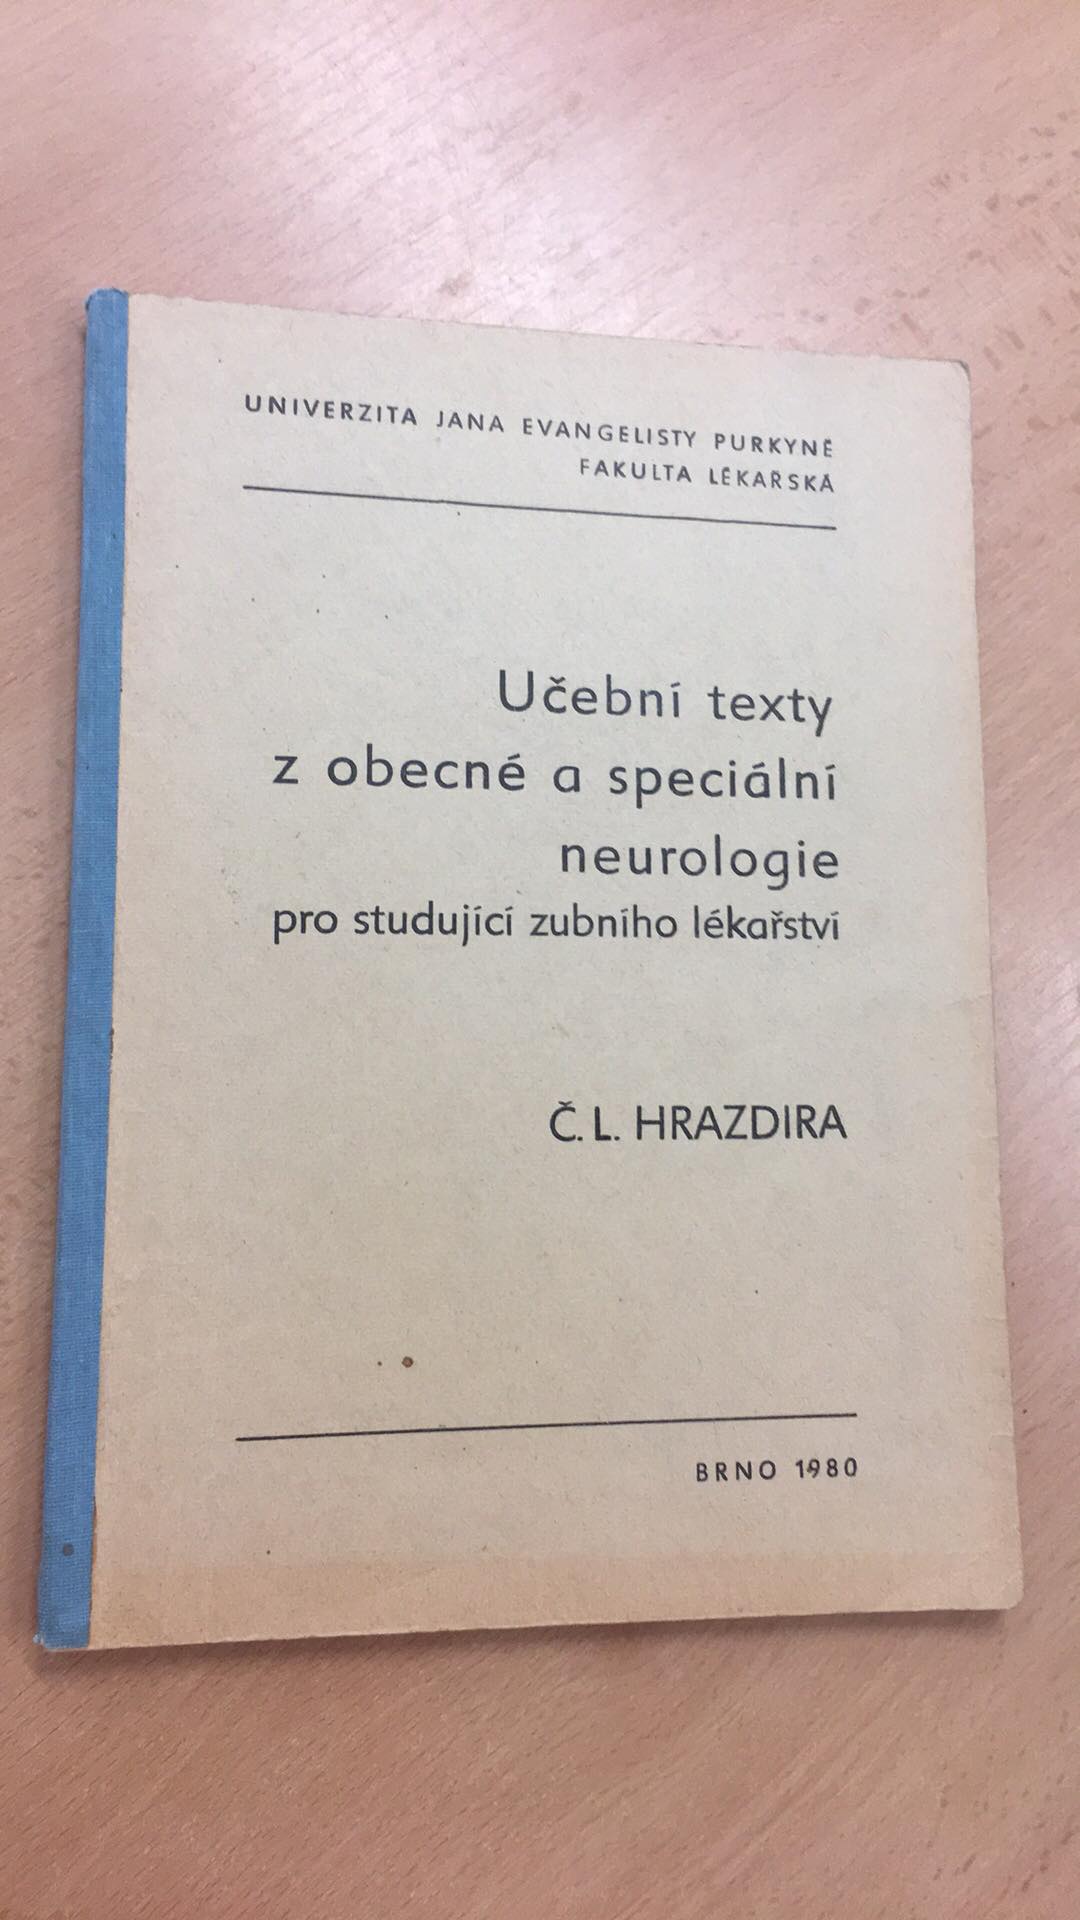 UNIVERZITA JANA EVANGELISTY PURKYNĚ
FAKULTA LÉKAŘSKÁ
Učební texty
z obecné a speciální
neurologie
pro studující zubního lékařství
Č. L. HRAZDIRA
BRNO 1980